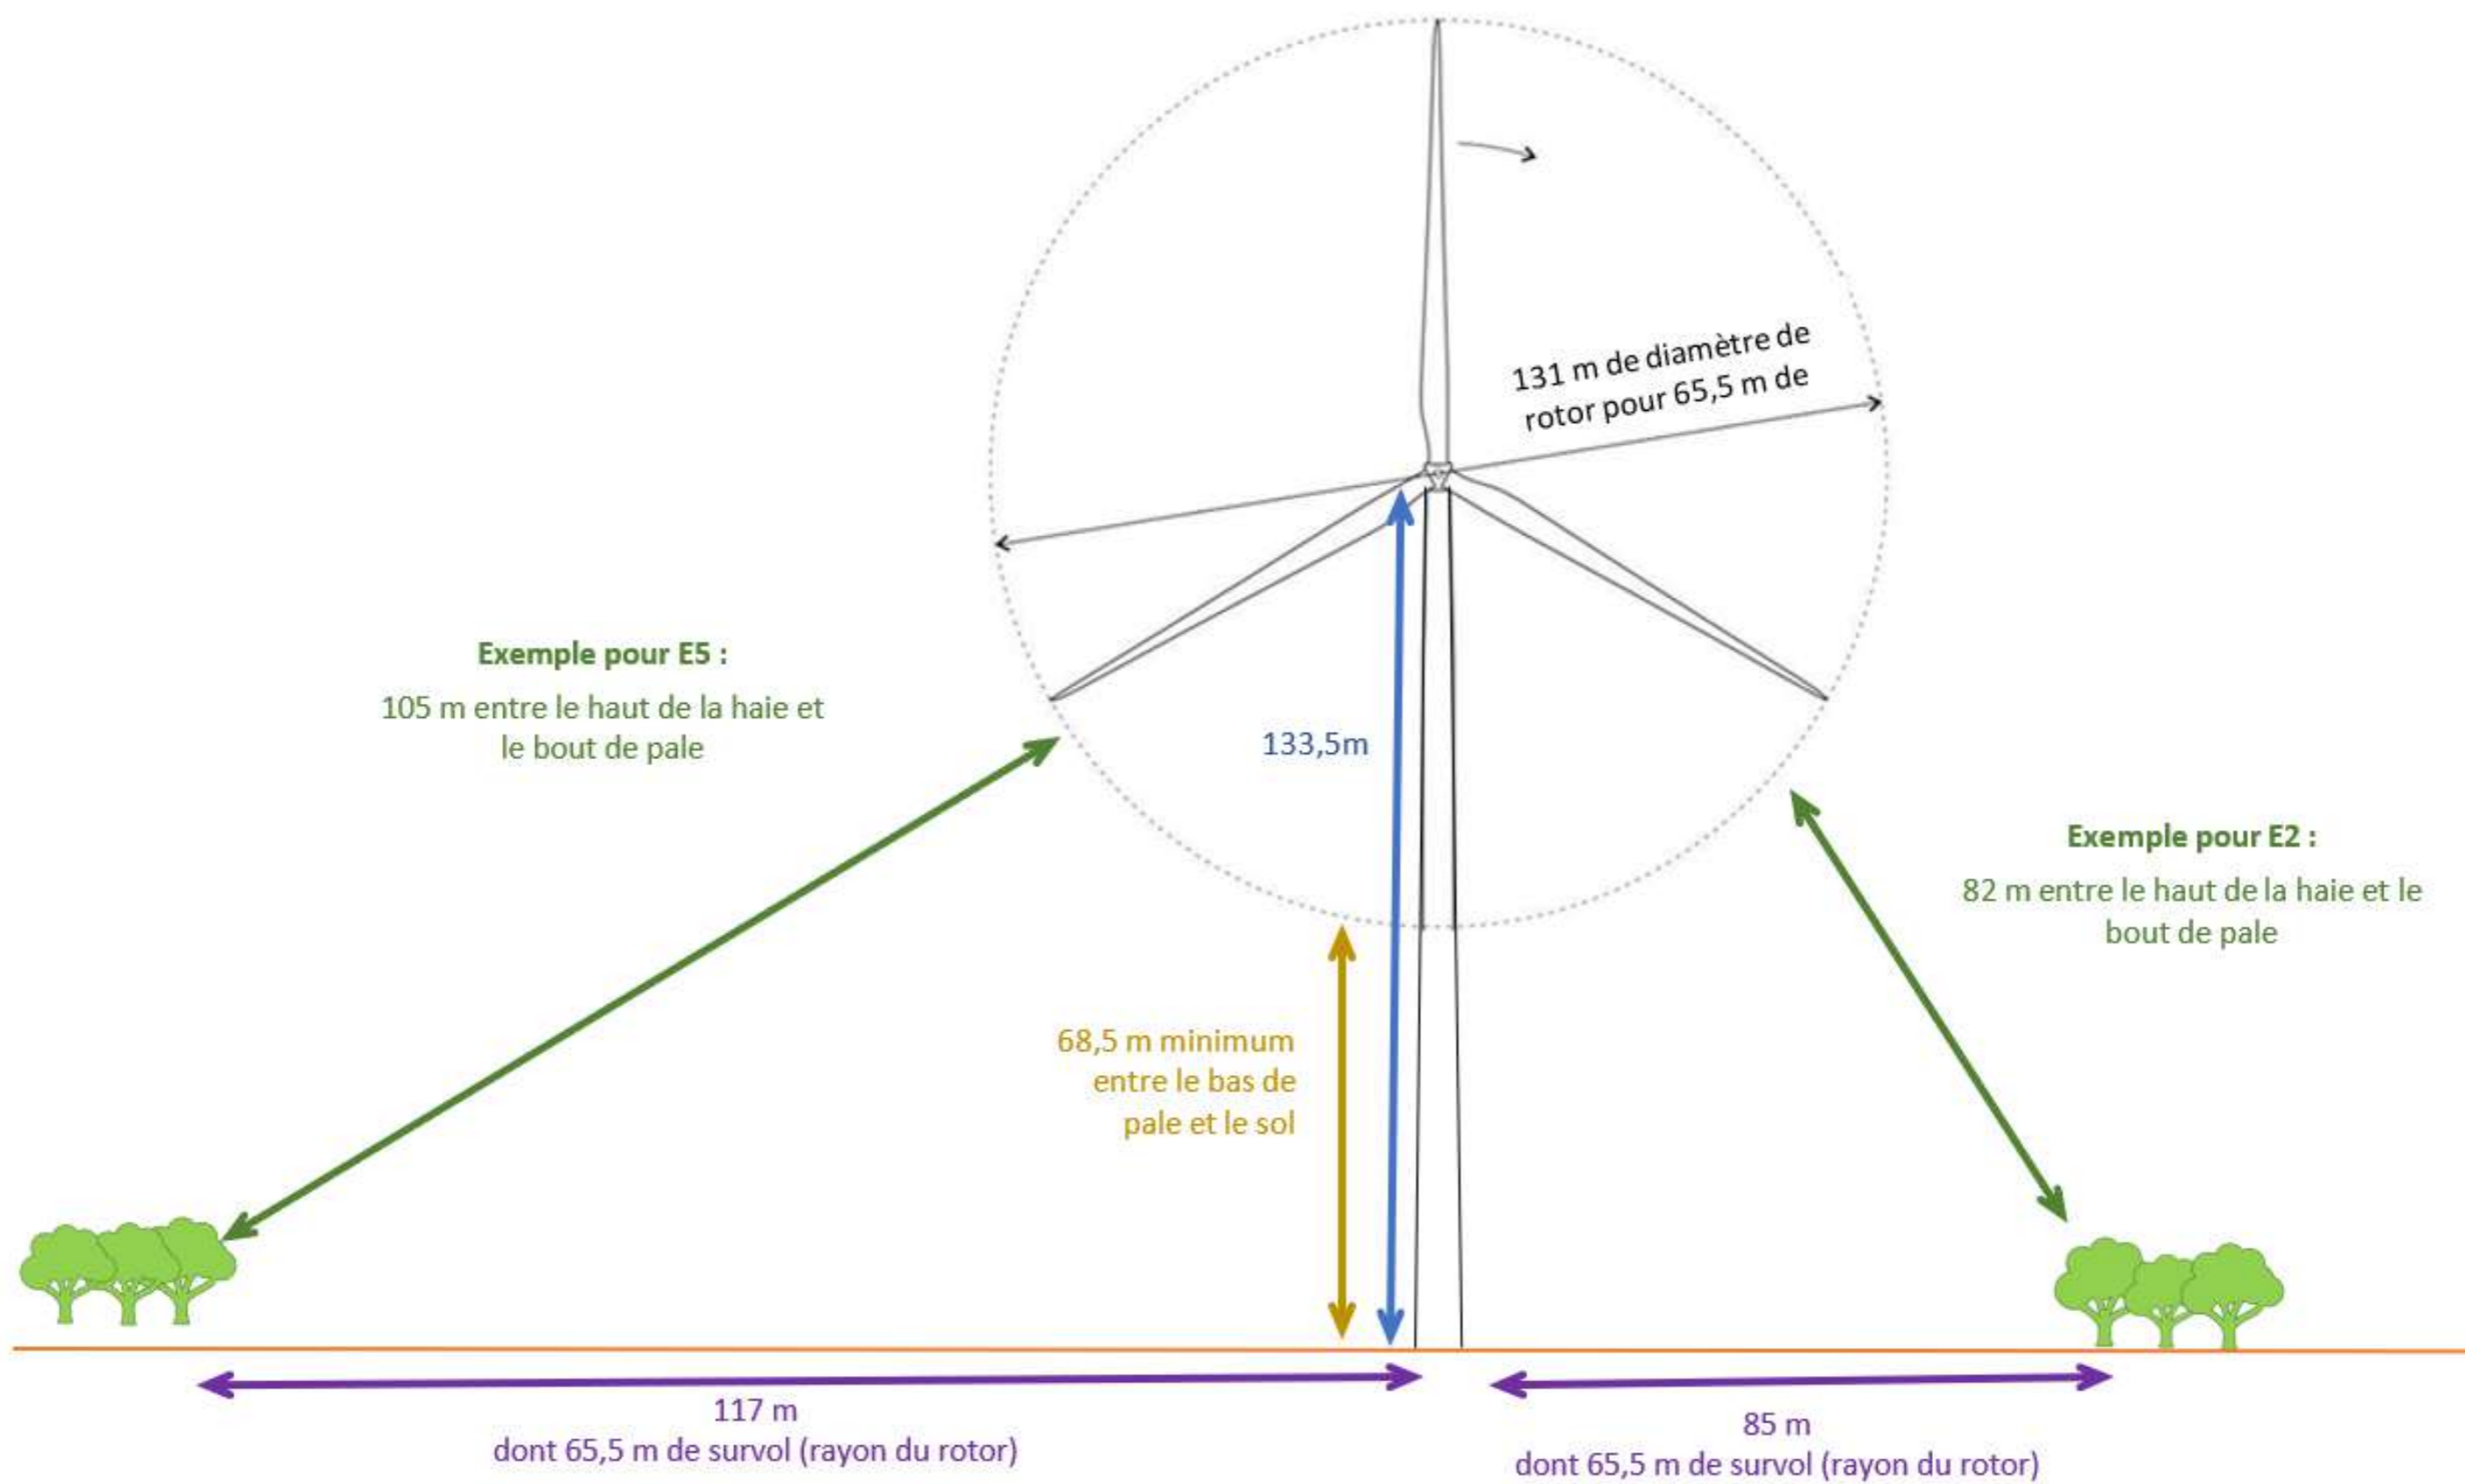 131 m de diamètre de
rotor pour 65,5 m de
Exemple pour E5 :
105 m entre le haut de la haie et
le bout de pale
133,5m
Exemple pour E2 :
82 m entre le haut de la haie et le
bout de pale
68,5 m minimum
entre le bas de
pale et le sol
117 m
dont 65,5 m de survol (rayon du rotor)
85 m
dont 65,5 m de survol (rayon du rotor)